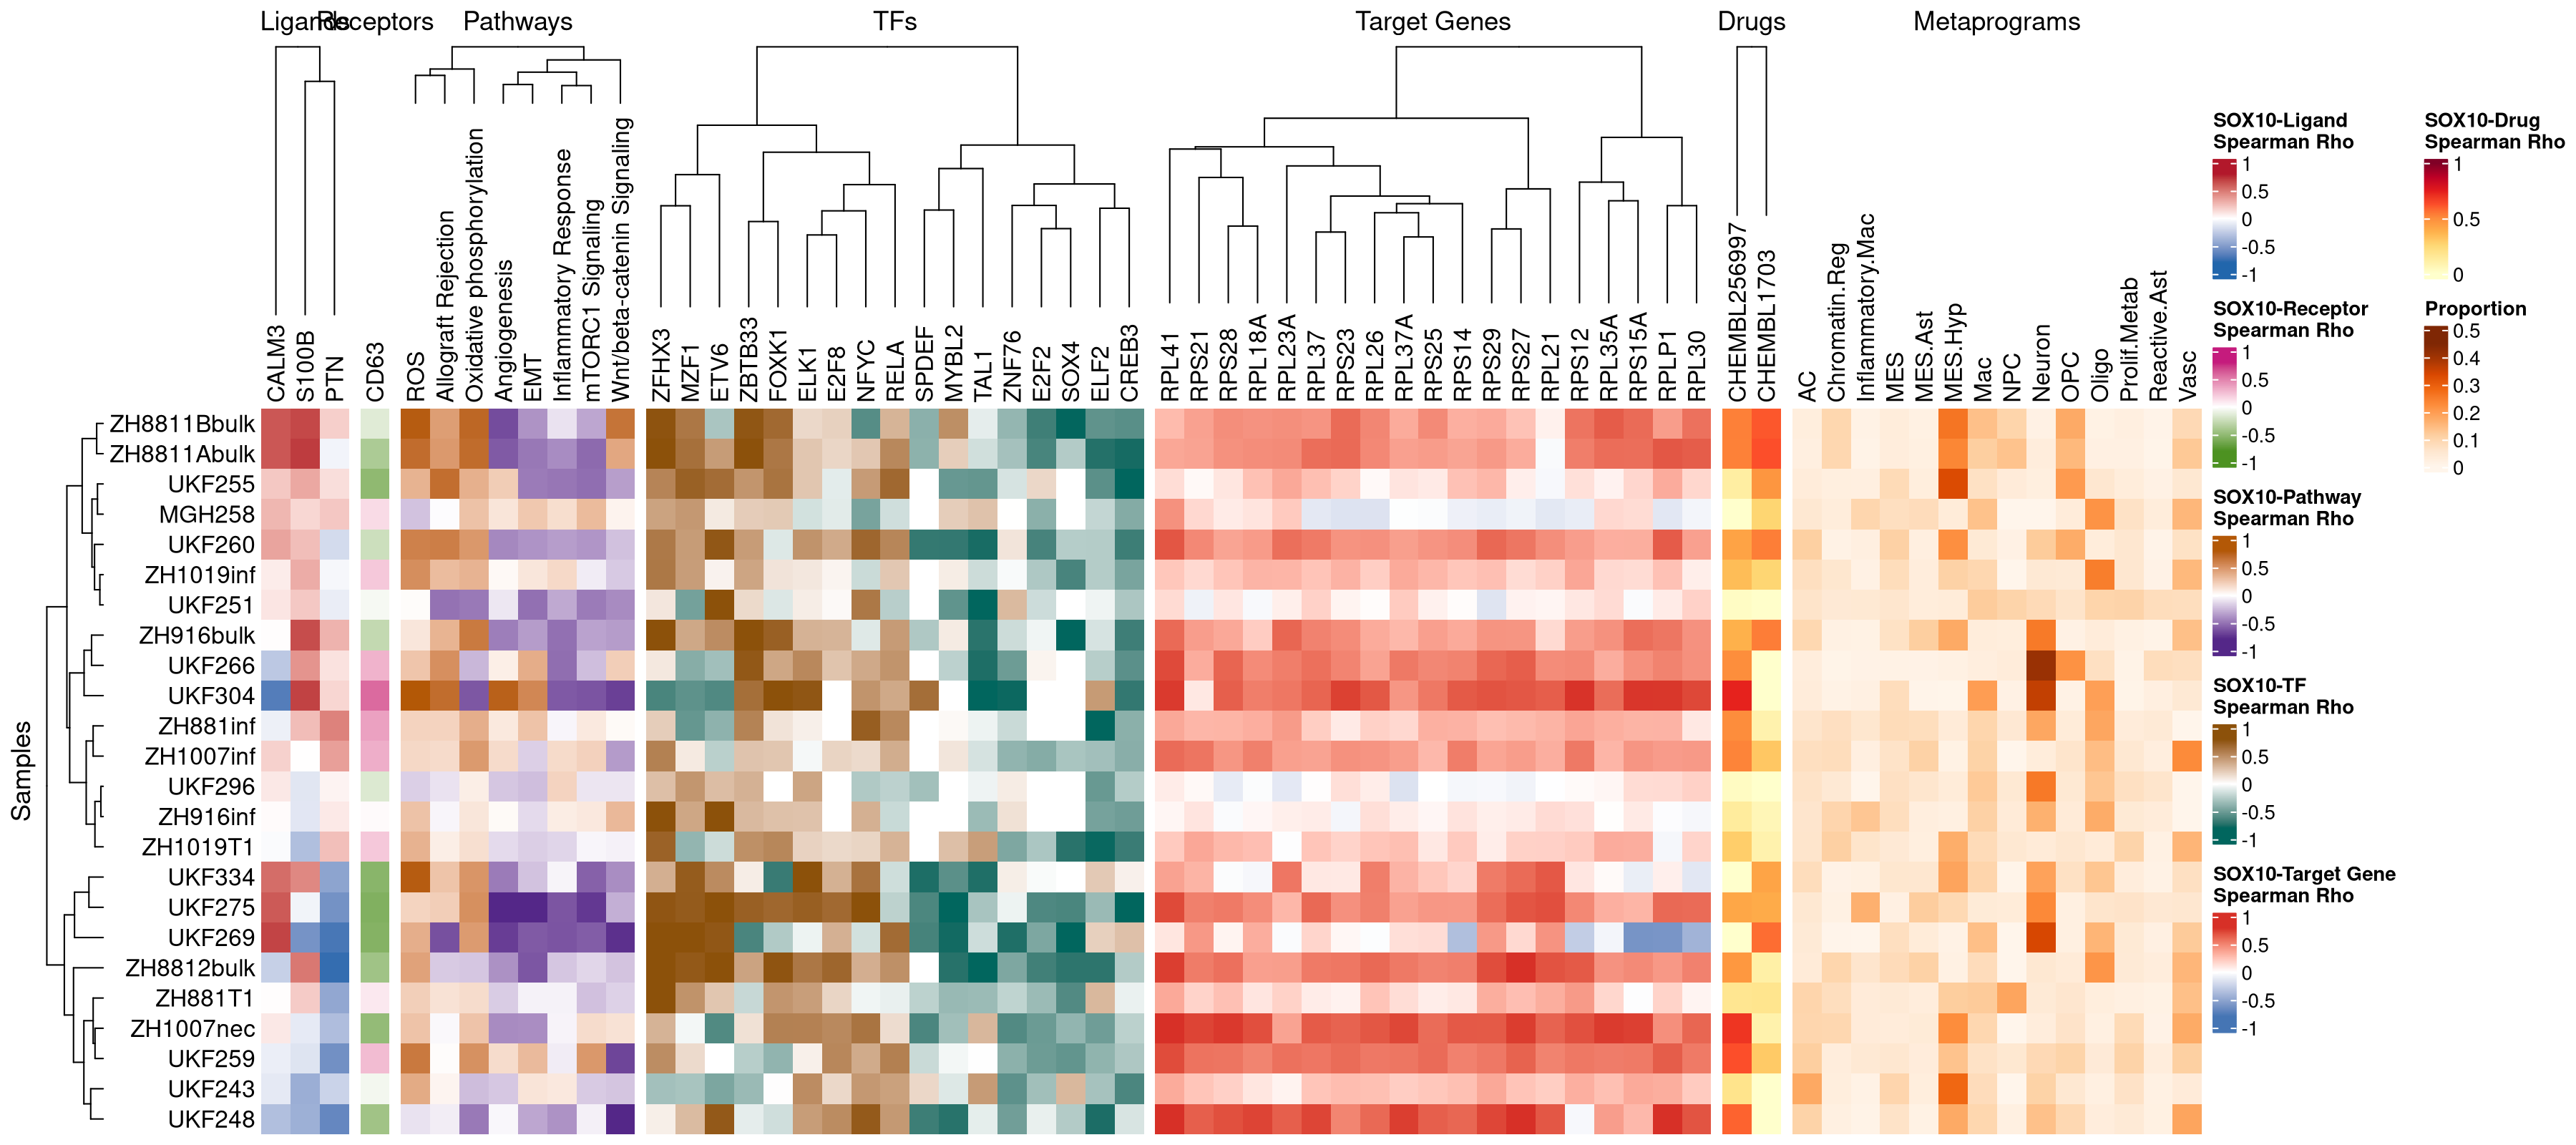 Ligands Receptors Pathways TFs Target Genes Drugs Metaprograms
CALM3
S100B
PTN
CD63
ROS
Allograft Rejection
Oxidative phosphorylation
Angiogenesis
EMT
Inflammatory Response
mTORC1 Signaling
Wnt/beta-catenin Signaling
ZFHX3
MZF1
ETV6
ZBTB33
FOXK1
ELK1
E2F8
NFYC
RELA
SPDEF
MYBL2
TAL1
ZNF76
E2F2
SOX4
ELF2
CREB3
RPL41
RPS21
RPS28
RPL18A
RPL23A
RPL37
RPS23
RPL26
RPL37A
RPS25
RPS14
RPS29
RPS27
RPL21
RPS12
RPL35A
RPS15A
RPLP1
RPL30
CHEMBL256997
CHEMBL1703
AC
Chromatin.Reg
Inflammatory.Mac
MES
MES.Ast
MES.Hyp
Mac
NPC
Neuron
OPC
Oligo
Prolif.Metab
Reactive.Ast
Vasc
Samples
ZH8811Bbulk
ZH8811Abulk
UKF255
MGH258
UKF260
ZH1019inf
UKF251
ZH916bulk
UKF266
UKF304
ZH881inf
ZH1007inf
UKF296
ZH916inf
ZH1019T1
UKF334
UKF275
UKF269
ZH8812bulk
ZH881T1
ZH1007nec
UKF259
UKF243
UKF248
SOX10-Ligand
Spearman Rho
1
0.5
0
-0.5
-1
SOX10-Receptor
Spearman Rho
1
0.5
0
-0.5
-1
SOX10-Pathway
Spearman Rho
1
0.5
0
-0.5
-1
SOX10-TF
Spearman Rho
1
0.5
0
-0.5
-1
SOX10-Target Gene
Spearman Rho
1
0.5
0
-0.5
-1
SOX10-Drug
Spearman Rho
1
0.5
0
Proportion
0.5
0.4
0.3
0.2
0.1
0